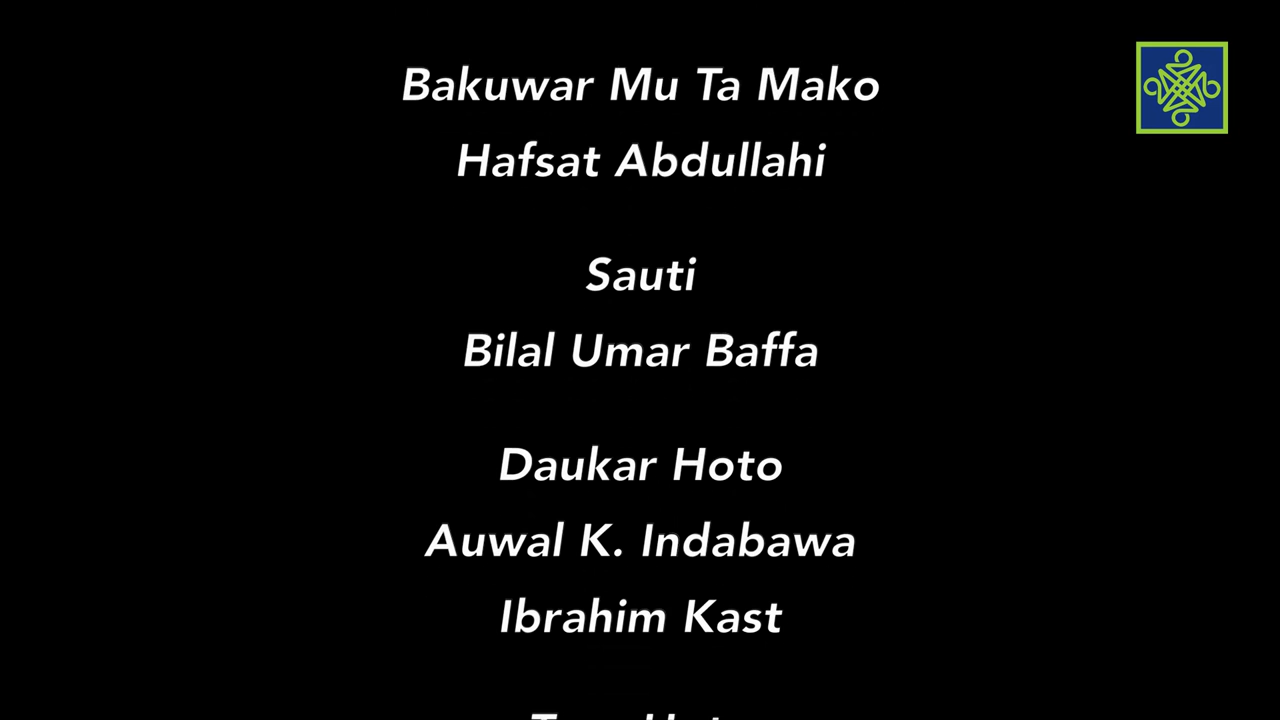 Bakuwar Mu Ta Mako
Hafsat Abdullahi
Sauti
Bilal Umar Baffa
Daukar Hoto
Auwal K. Indabawa
Ibrahim Kast